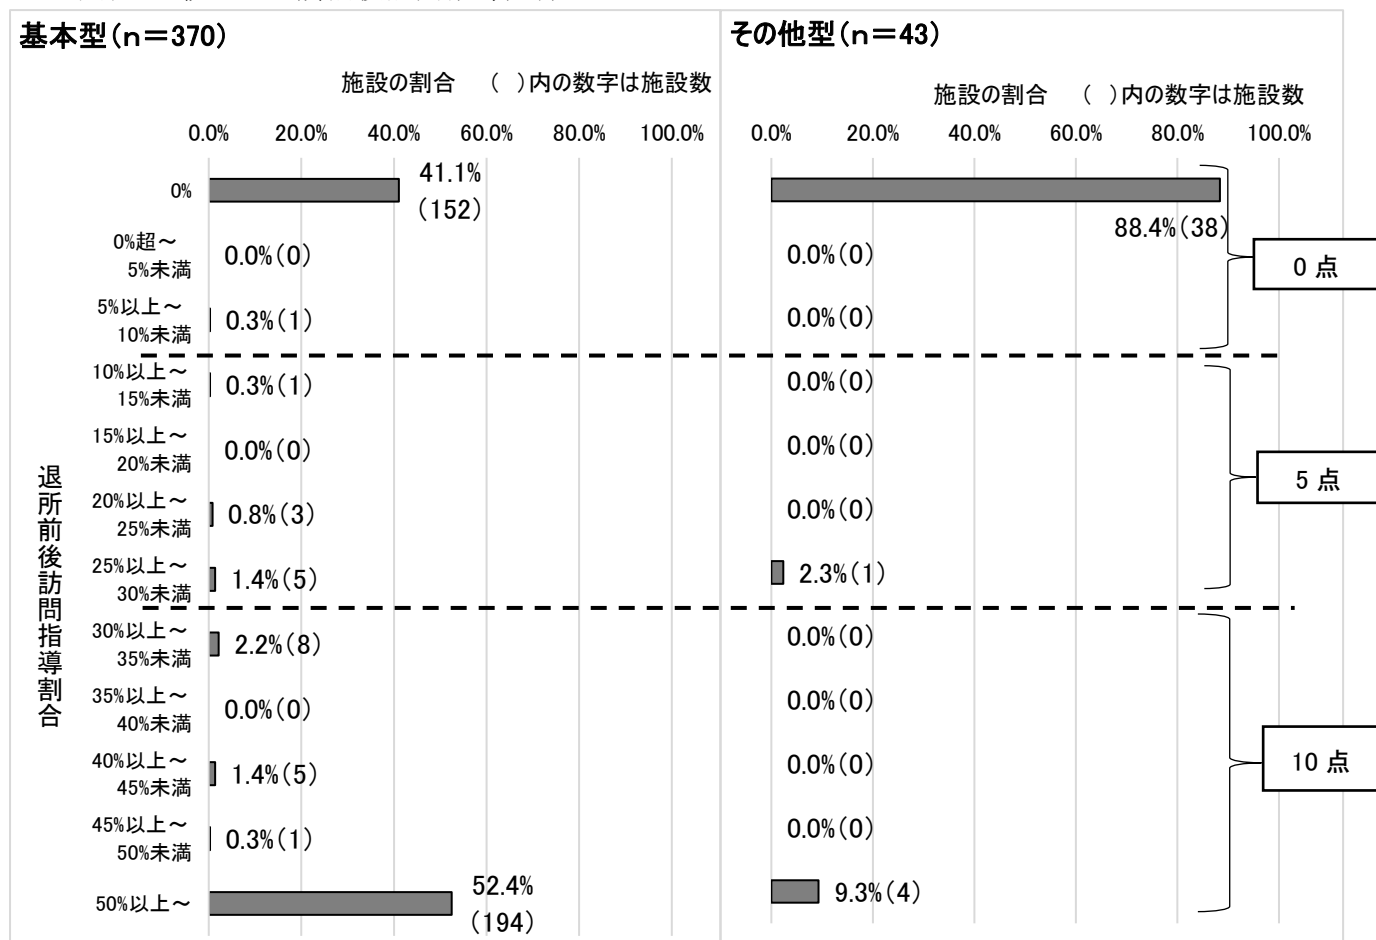 基本型(n＝370)
施設の割合　(　)内の数字は施設数
0.0% 20.0% 40.0% 60.0% 80.0% 100.0%
退所前後訪問指導割合
0%
41.1%
(152)
0%超～
5%未満
0.0%(0)
5%以上～
10%未満
0.3%(1)
10%以上～
15%未満
0.3%(1)
15%以上～
20%未満
0.0%(0)
20%以上～
25%未満
0.8%(3)
25%以上～
30%未満
1.4%(5)
30%以上～
35%未満
2.2%(8)
35%以上～
40%未満
0.0%(0)
40%以上～
45%未満
1.4%(5)
45%以上～
50%未満
0.3%(1)
50%以上～
52.4%
(194)
その他型(n＝43)
施設の割合　(　)内の数字は施設数
0.0% 20.0% 40.0% 60.0% 80.0% 100.0%
88.4%(38)
0.0%(0)
0.0%(0)
0.0%(0)
0.0%(0)
0.0%(0)
2.3%(1)
0.0%(0)
0.0%(0)
0.0%(0)
0.0%(0)
9.3%(4)
0 点
5 点
10 点